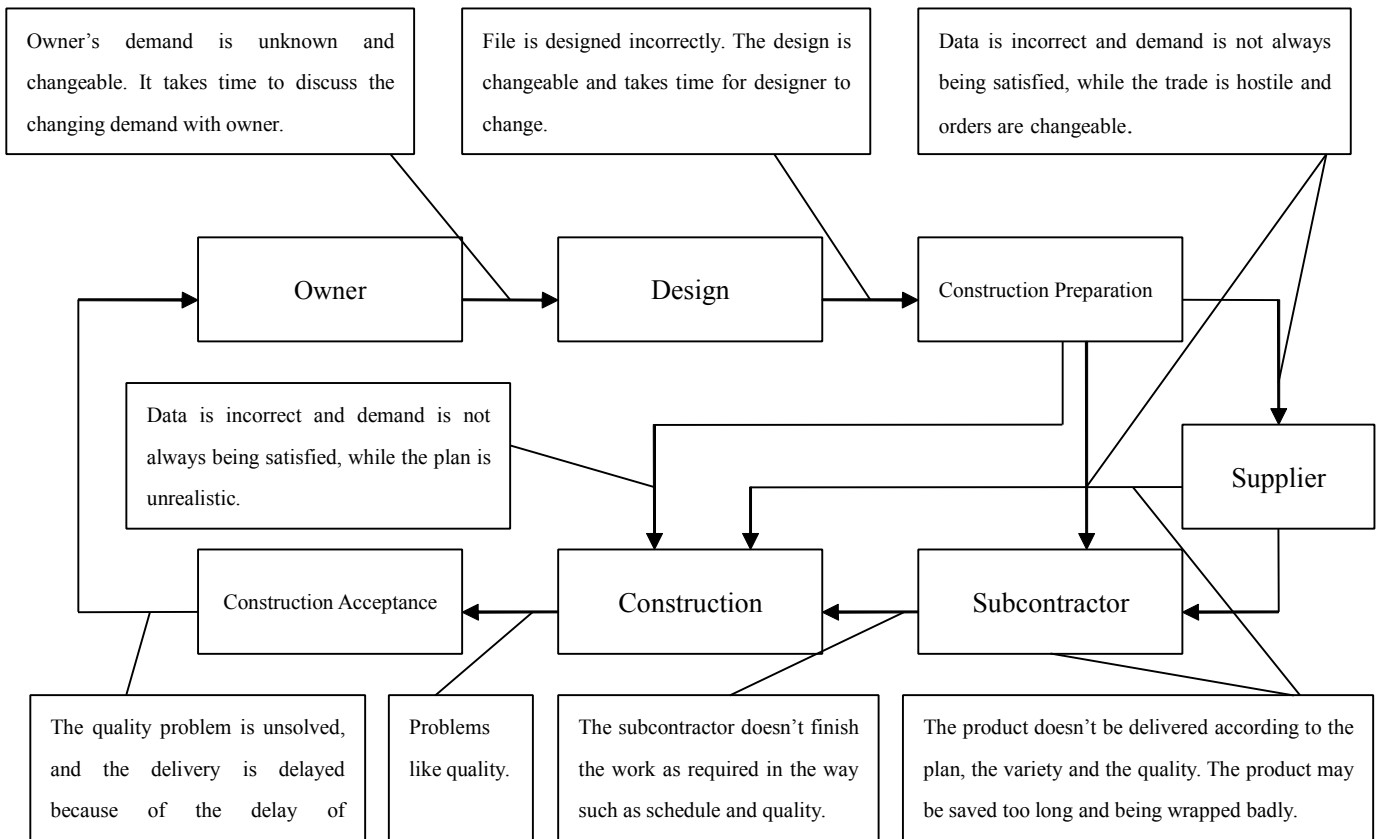 Owner’s demand is unknown and
changeable. It takes time to discuss the
changing demand with owner.
File is designed incorrectly. The design is
changeable and takes time for designer to
change.
Data is incorrect and demand is not always
being satisfied, while the trade is hostile and
orders are changeable.
Owner
Design
Construction Preparation
Data is incorrect and demand is not
always being satisfied, while the plan is
unrealistic.
Supplier
Construction Acceptance
Construction
Subcontractor
The quality problem is unsolved,
and the delivery is delayed
because of the delay of
Problems
like quality.
The subcontractor doesn’t finish
the work as required in the way
such as schedule and quality.
The product doesn’t be delivered according to the
plan, the variety and the quality. The product may
be saved too long and being wrapped badly.